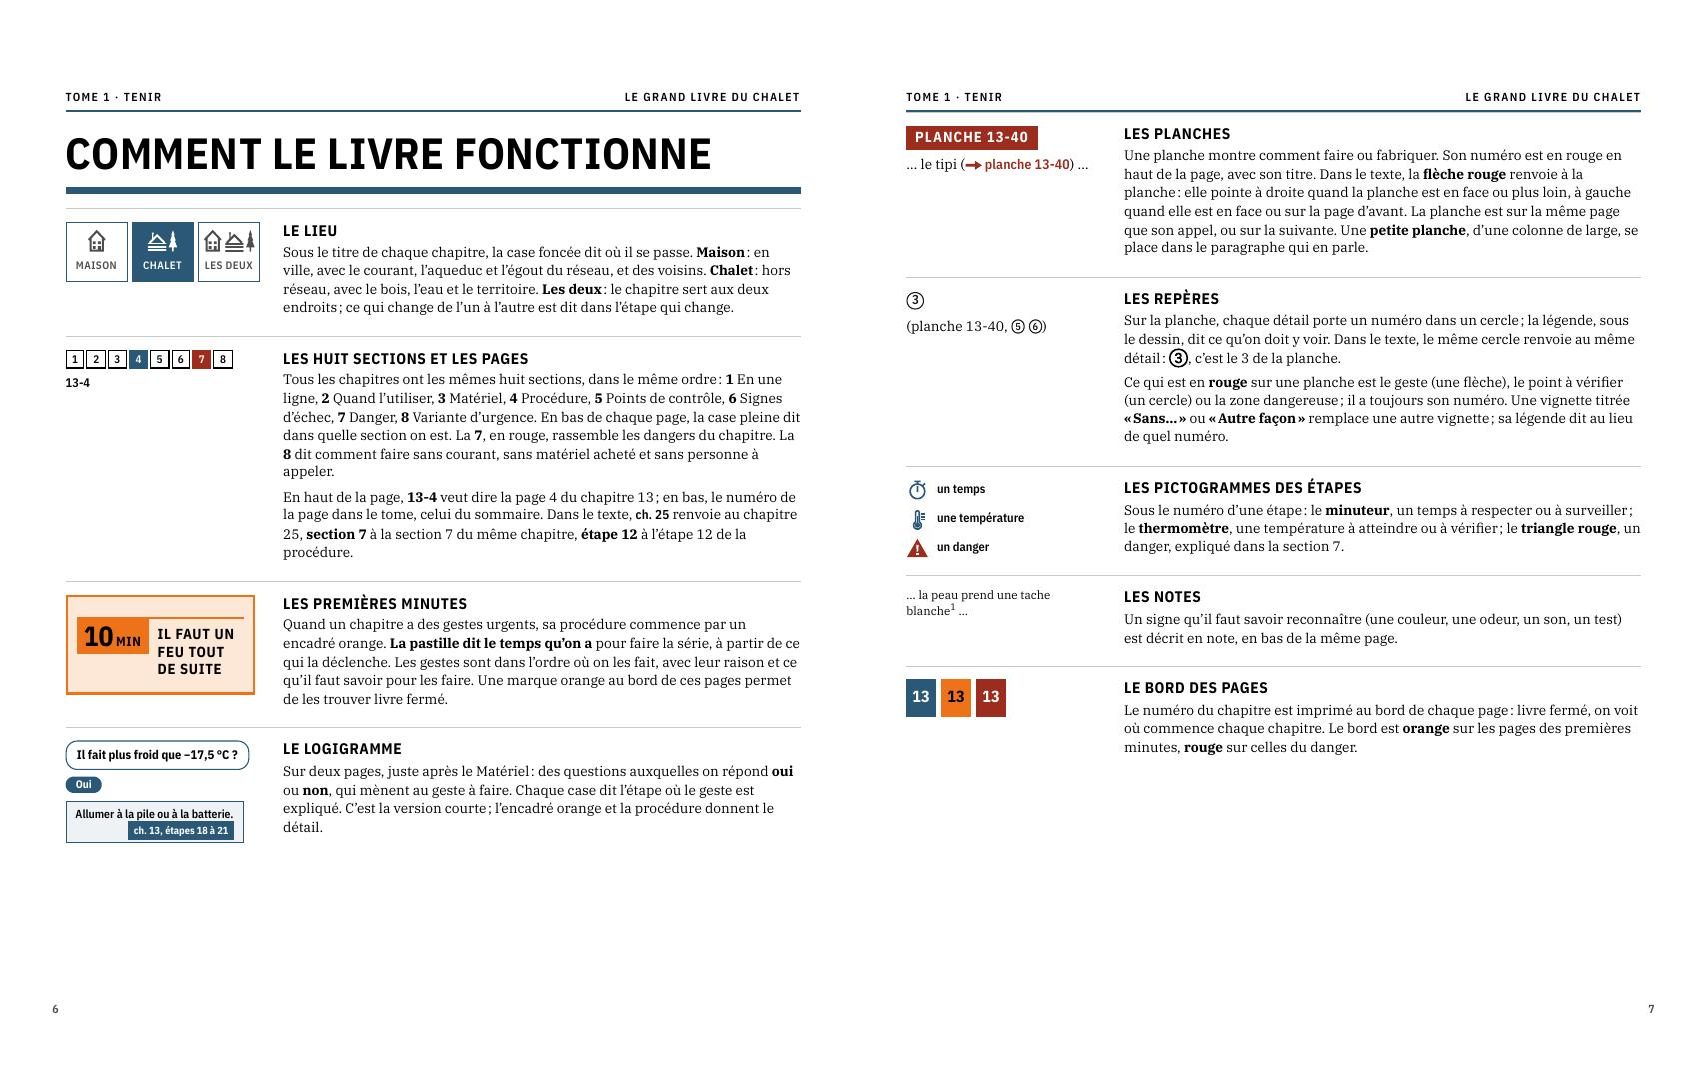 TOME 1 · TENIR
LE GRAND LIVRE DU CHALET
COMMENT LE LIVRE FONCTIONNE
MAISON
CHALET
LES DEUX
LE LIEU
Sous le titre de chaque chapitre, la case foncée dit où il se passe. Maison : en
ville, avec le courant, l’aqueduc et l’égout du réseau, et des voisins. Chalet : hors
réseau, avec le bois, l’eau et le territoire. Les deux : le chapitre sert aux deux
endroits ; ce qui change de l’un à l’autre est dit dans l’étape qui change.
1 2 3 4 5 6 7 8
13-4
LES HUIT SECTIONS ET LES PAGES
Tous les chapitres ont les mêmes huit sections, dans le même ordre : 1 En une
ligne, 2 Quand l’utiliser, 3 Matériel, 4 Procédure, 5 Points de contrôle, 6 Signes
d’échec, 7 Danger, 8 Variante d’urgence. En bas de chaque page, la case pleine dit
dans quelle section on est. La 7, en rouge, rassemble les dangers du chapitre. La
8 dit comment faire sans courant, sans matériel acheté et sans personne à
appeler.
En haut de la page, 13-4 veut dire la page 4 du chapitre 13 ; en bas, le numéro de
la page dans le tome, celui du sommaire. Dans le texte, ch. 25 renvoie au chapitre
25, section 7 à la section 7 du même chapitre, étape 12 à l’étape 12 de la
procédure.
10 MIN
IL FAUT UN
FEU TOUT
DE SUITE
LES PREMIÈRES MINUTES
Quand un chapitre a des gestes urgents, sa procédure commence par un
encadré orange. La pastille dit le temps qu’on a pour faire la série, à partir de ce
qui la déclenche. Les gestes sont dans l’ordre où on les fait, avec leur raison et ce
qu’il faut savoir pour les faire. Une marque orange au bord de ces pages permet
de les trouver livre fermé.
Il fait plus froid que −17,5 °C ?
Oui
Allumer à la pile ou à la batterie.
ch. 13, étapes 18 à 21
LE LOGIGRAMME
Sur deux pages, juste après le Matériel : des questions auxquelles on répond oui
ou non, qui mènent au geste à faire. Chaque case dit l’étape où le geste est
expliqué. C’est la version courte ; l’encadré orange et la procédure donnent le
détail.
6
TOME 1 · TENIR
LE GRAND LIVRE DU CHALET
PLANCHE 13-40
… le tipi (➡ planche 13-40) …
LES PLANCHES
Une planche montre comment faire ou fabriquer. Son numéro est en rouge en
haut de la page, avec son titre. Dans le texte, la flèche rouge renvoie à la
planche : elle pointe à droite quand la planche est en face ou plus loin, à gauche
quand elle est en face ou sur la page d’avant. La planche est sur la même page
que son appel, ou sur la suivante. Une petite planche, d’une colonne de large, se
place dans le paragraphe qui en parle.
③
(planche 13-40, ⑤ ⑥)
LES REPÈRES
Sur la planche, chaque détail porte un numéro dans un cercle ; la légende, sous
le dessin, dit ce qu’on doit y voir. Dans le texte, le même cercle renvoie au même
détail : ③, c’est le 3 de la planche.
Ce qui est en rouge sur une planche est le geste (une flèche), le point à vérifier
(un cercle) ou la zone dangereuse ; il a toujours son numéro. Une vignette titrée
« Sans… » ou « Autre façon » remplace une autre vignette ; sa légende dit au lieu
de quel numéro.
un temps
une température
un danger
LES PICTOGRAMMES DES ÉTAPES
Sous le numéro d’une étape : le minuteur, un temps à respecter ou à surveiller ;
le thermomètre, une température à atteindre ou à vérifier ; le triangle rouge, un
danger, expliqué dans la section 7.
… la peau prend une tache
blanche¹ …
LES NOTES
Un signe qu’il faut savoir reconnaître (une couleur, une odeur, un son, un test)
est décrit en note, en bas de la même page.
13 13 13
LE BORD DES PAGES
Le numéro du chapitre est imprimé au bord de chaque page : livre fermé, on voit
où commence chaque chapitre. Le bord est orange sur les pages des premières
minutes, rouge sur celles du danger.
7